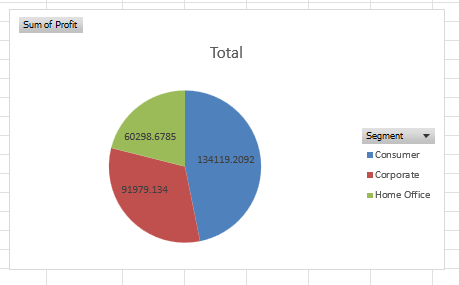 Sum of Profit
Total
60298.6785
134119.2092
91979.134
Segment
Consumer
Corporate
Home Office